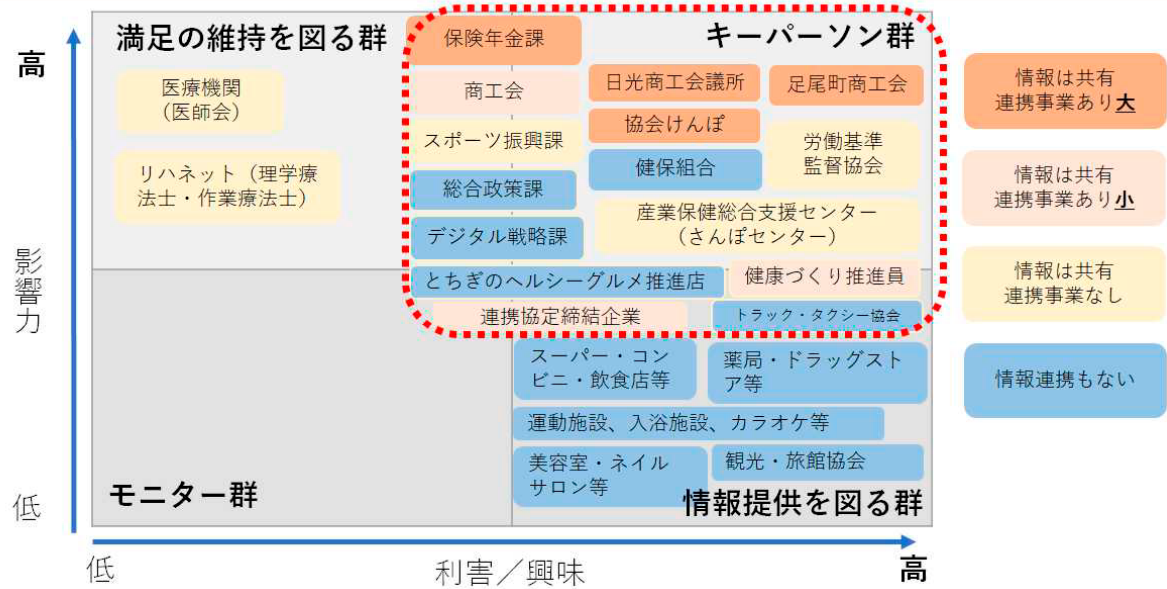 満足の維持を図る群
キーパーソン群
高
保険年金課
医療機関
(医師会)
商工会
日光商工会議所
足尾町商工会
情報は共有
連携事業あり大
スポーツ振興課
協会けんぽ
労働基準
監督協会
リハネット（理学療
法士・作業療法士）
総合政策課
健保組合
情報は共有
連携事業あり小
デジタル戦略課
産業保健総合支援センター
（さんぽセンター）
影響力
とちぎのヘルシーグルメ推進店
健康づくり推進員
情報は共有
連携事業なし
連携協定締結企業
トラック・タクシー協会
スーパー・コン
ビニ・飲食店等
薬局・ドラッグスト
ア等
情報連携もない
運動施設、入浴施設、カラオケ等
美容室・ネイル
サロン等
観光・旅館協会
モニター群
情報提供を図る群
低
低
利害／興味
高